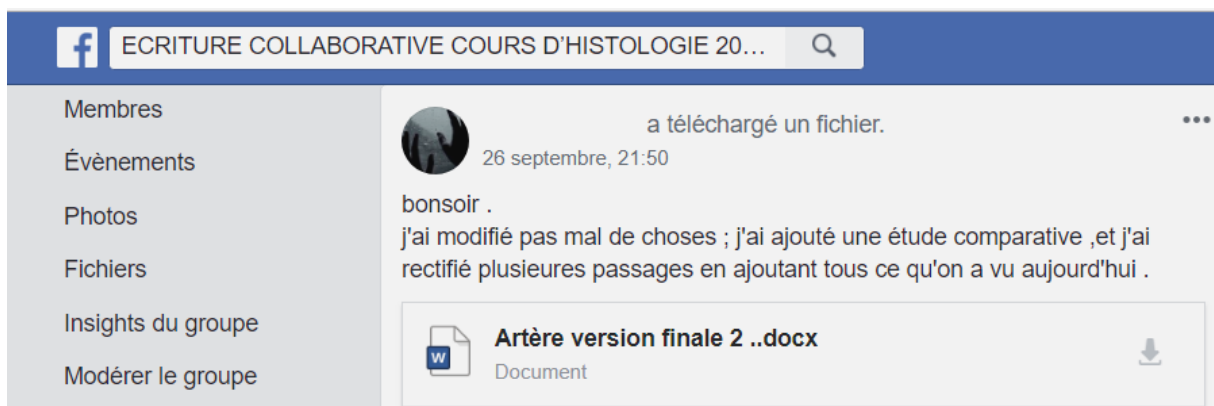 f
ECRITURE COLLABORATIVE COURS D'HISTOLOGIE 20...
Membres
Évènements
Photos
Fichiers
Insights du groupe
Modérer le groupe
a téléchargé un fichier.
26 septembre, 21:50
bonsoir .
j'ai modifié pas mal de choses ; j'ai ajouté une étude comparative ,et j'ai
rectifié plusieures passages en ajoutant tous ce qu'on a vu aujourd'hui .
W
Artère version finale 2 ..docx
Document